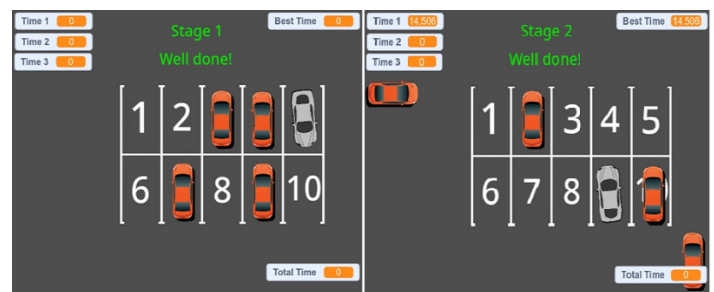 Time 1 0
Stage 1
Best Time 0
Time 2 0
Well done!
Time 3 0
1 2
6 8 10
Total Time 0
Time 1 14.506
Stage 2
Best Time 14.506
Time 2 0
Well done!
Time 3 0
1 3 4 5
6 7 8
Total Time 0